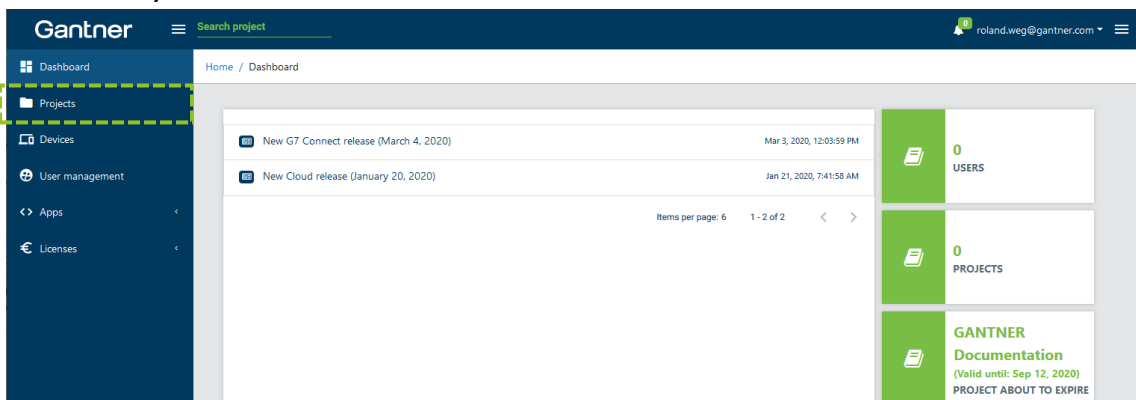 Gantner
Search project
0
roland.weg@gantner.com
Dashboard
Home / Dashboard
Projects
Devices
User management
Apps
Licenses
New G7 Connect release (March 4, 2020)
Mar 3, 2020, 12:03:59 PM
New Cloud release (January 20, 2020)
Jan 21, 2020, 7:41:58 AM
Items per page: 6
1 - 2 of 2
0
USERS
0
PROJECTS
GANTNER
Documentation
(Valid until: Sep 12, 2020)
PROJECT ABOUT TO EXPIRE